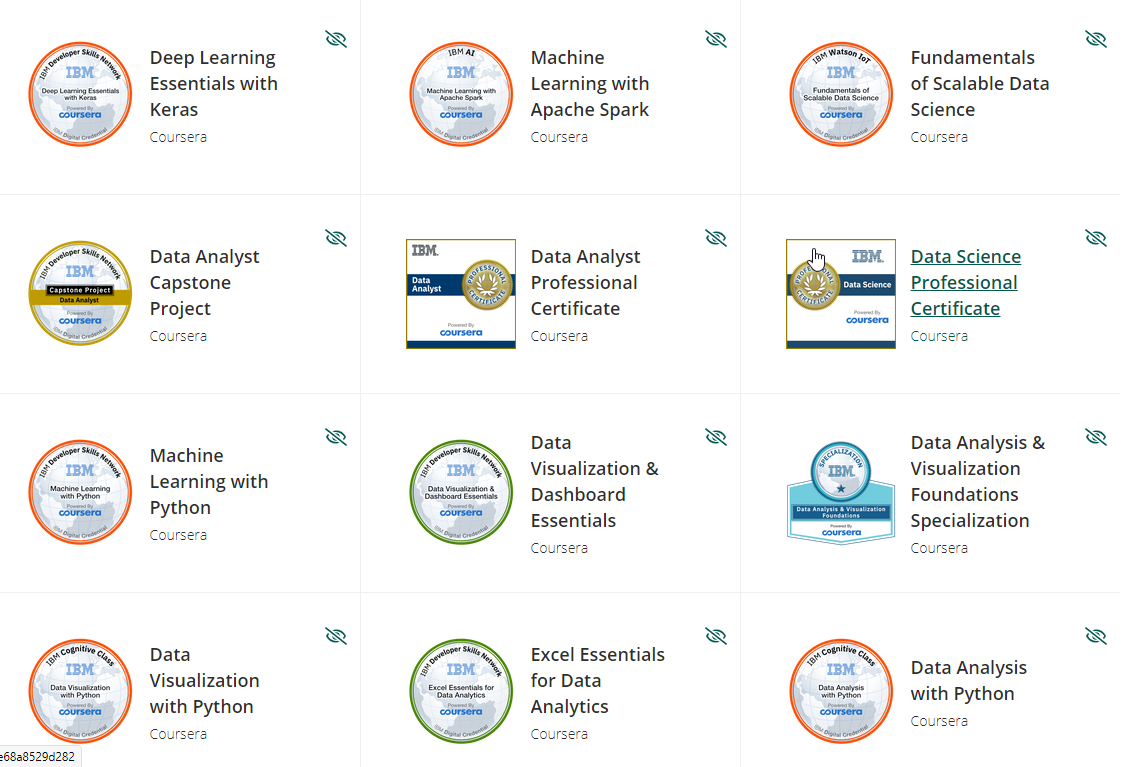 IBM Developer Skills Network
IBM
Deep Learning Essentials
with Keras
Powered By
coursera
IBM Digital Credential
Deep Learning
Essentials with
Keras
Coursera
IBM AI
IBM
Machine Learning with
Apache Spark
Powered By
coursera
IBM Digital Credential
Machine
Learning with
Apache Spark
Coursera
IBM Watson IoT
IBM
Fundamentals of
Scalable Data Science
Powered By
coursera
IBM Digital Credential
Fundamentals
of Scalable Data
Science
Coursera
IBM Developer Skills Network
IBM
Capstone Project
Data Analyst
Powered By
coursera
IBM Digital Credential
Data Analyst
Capstone
Project
Coursera
IBM.
Data
Analyst
PROFESSIONAL
CERTIFICATE
Powered By
coursera
Data Analyst
Professional
Certificate
Coursera
IBM.
PROFESSIONAL
CERTIFICATE
Data Science
Powered By
coursera
Data Science
Professional
Certificate
Coursera
IBM Developer Skills Network
IBM
Machine Learning
with Python
Powered By
coursera
IBM Digital Credential
Machine
Learning with
Python
Coursera
IBM Developer Skills Network
IBM
Data Visualization &
Dashboard Essentials
Powered By
coursera
IBM Digital Credential
Data
Visualization &
Dashboard
Essentials
Coursera
SPECIALIZATION
IBM
Data Analysis & Visualization
Foundations
Powered By
coursera
Data Analysis &
Visualization
Foundations
Specialization
Coursera
IBM Cognitive Class
IBM
Data Visualization
with Python
Powered By
coursera
IBM Digital Credential
Data
Visualization
with Python
Coursera
IBM Developer Skills Network
IBM
Excel Essentials for
Data Analytics
Powered By
coursera
IBM Digital Credential
Excel Essentials
for Data
Analytics
Coursera
IBM Cognitive Class
IBM
Data Analysis
with Python
Powered By
coursera
IBM Digital Credential
Data Analysis
with Python
Coursera
e68a8529d282